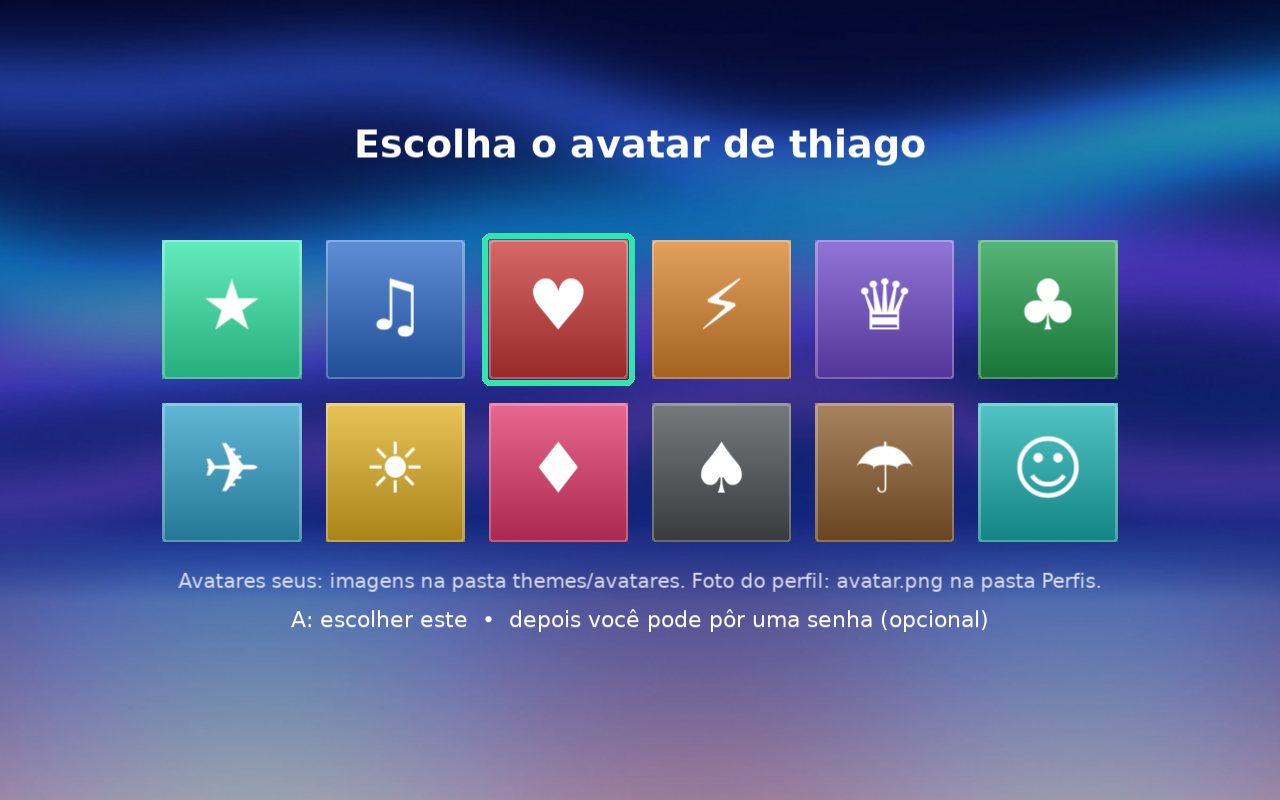 Escolha o avatar de thiago
Avatares seus: imagens na pasta themes/avatares. Foto do perfil: avatar.png na pasta Perfis.
A: escolher este • depois você pode pôr uma senha (opcional)